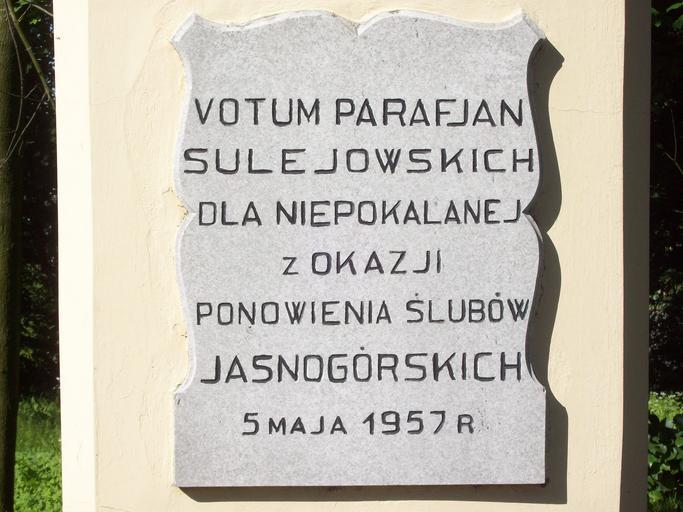 VOTUM PARAFJAN
SULEJOWSKICH
DLA NIEPOKALANEJ
z OKAZJI
PONOWIENIA ŚLUBÓW
JASNOGÓRSKICH
5 MAJA 1957 R